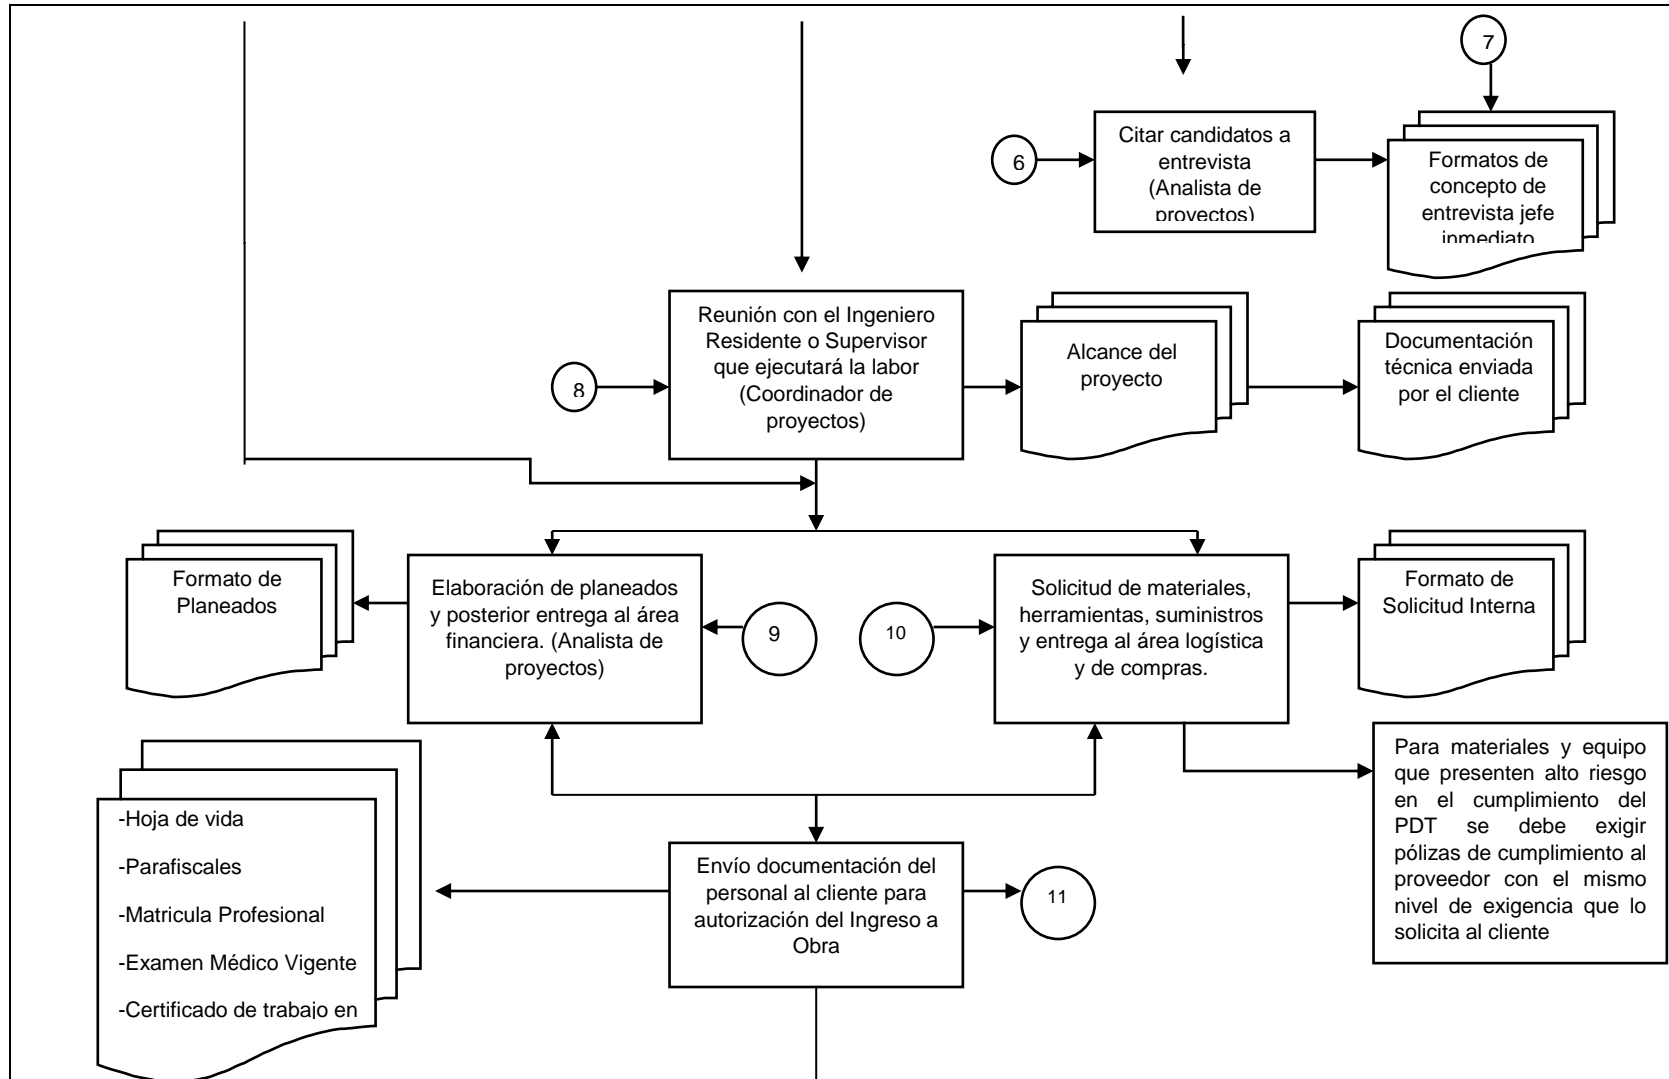 7
6
Citar candidatos a
entrevista
(Analista de
proyectos)
Formatos de
concepto de
entrevista jefe
inmediato
Reunión con el Ingeniero
Residente o Supervisor
que ejecutará la labor
(Coordinador de
proyectos)
8
Alcance del
proyecto
Documentación
técnica enviada
por el cliente
Formato de
Planeados
Elaboración de planeados
y posterior entrega al área
financiera. (Analista de
proyectos)
9
10
Solicitud de materiales,
herramientas, suministros
y entrega al área logística
y de compras.
Formato de
Solicitud Interna
Para materiales y equipo
que presenten alto riesgo
en el cumplimiento del
PDT se debe exigir
pólizas de cumplimiento al
proveedor con el mismo
nivel de exigencia que lo
solicita al cliente
-Hoja de vida
-Parafiscales
-Matricula Profesional
-Examen Médico Vigente
-Certificado de trabajo en
Envío documentación del
personal al cliente para
autorización del Ingreso a
Obra
11